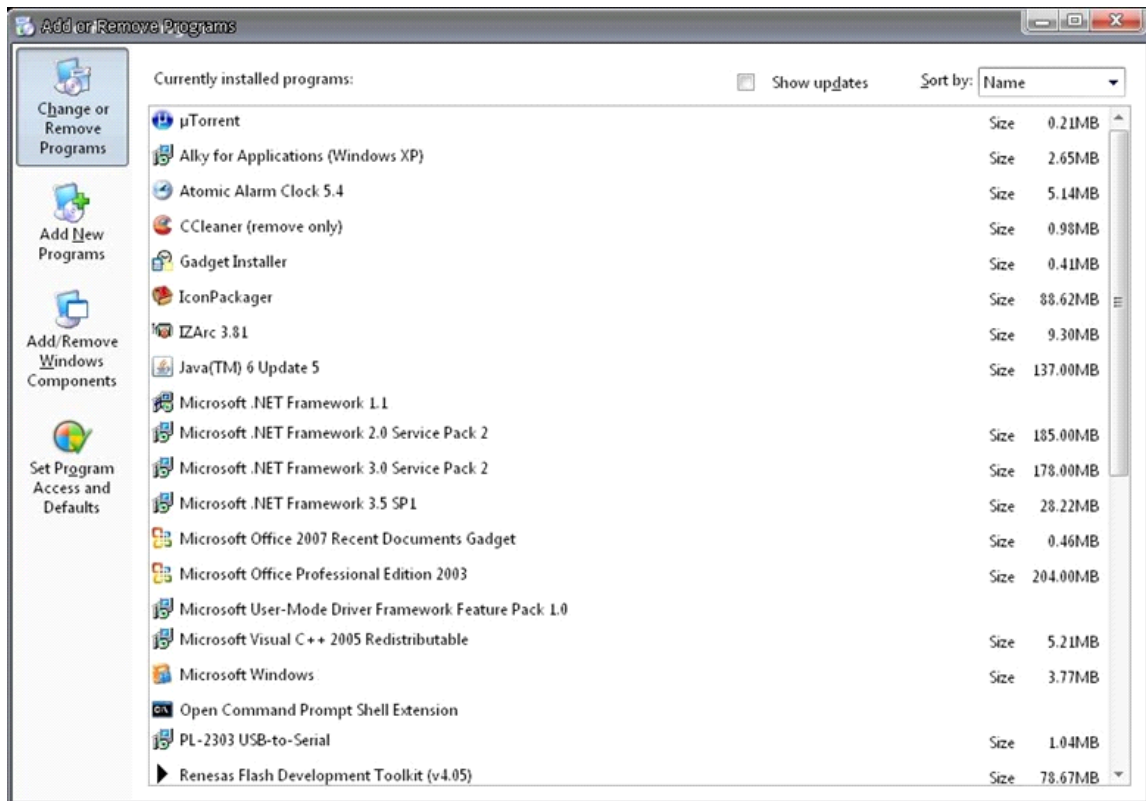 Add or Remove Programs
Change or
Remove
Programs
Add New
Programs
Add/Remove
Windows
Components
Set Program
Access and
Defaults
Currently installed programs: Show updates Sort by: Name
µTorrent Size 0.21MB
Alky for Applications (Windows XP) Size 2.65MB
Atomic Alarm Clock 5.4 Size 5.14MB
CCleaner (remove only) Size 0.98MB
Gadget Installer Size 0.41MB
IconPackager Size 88.62MB
IZArc 3.81 Size 9.30MB
Java(TM) 6 Update 5 Size 137.00MB
Microsoft .NET Framework 1.1
Microsoft .NET Framework 2.0 Service Pack 2 Size 185.00MB
Microsoft .NET Framework 3.0 Service Pack 2 Size 178.00MB
Microsoft .NET Framework 3.5 SP1 Size 28.22MB
Microsoft Office 2007 Recent Documents Gadget Size 0.46MB
Microsoft Office Professional Edition 2003 Size 204.00MB
Microsoft User-Mode Driver Framework Feature Pack 1.0
Microsoft Visual C++ 2005 Redistributable Size 5.21MB
Microsoft Windows Size 3.77MB
Open Command Prompt Shell Extension
PL-2303 USB-to-Serial Size 1.04MB
Renesas Flash Development Toolkit (v4.05) Size 78.67MB